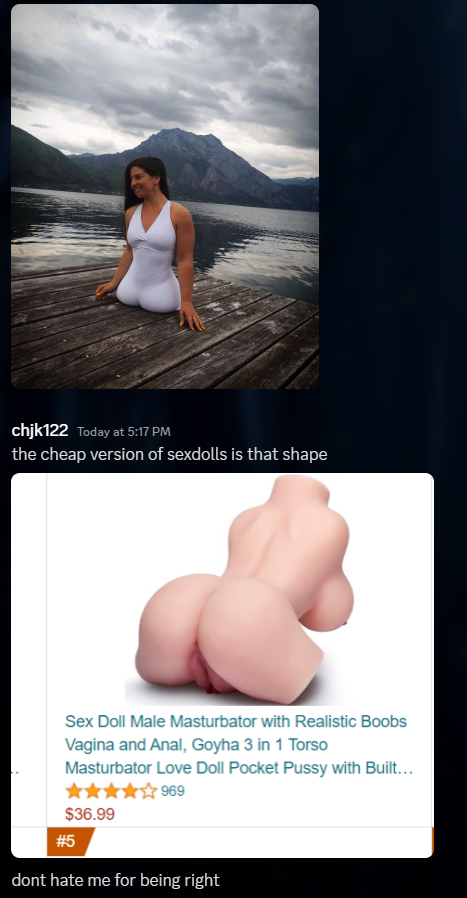 chjk122 Today at 5:17 PM
the cheap version of sexdolls is that shape
Sex Doll Male Masturbator with Realistic Boobs
Vagina and Anal, Goyha 3 in 1 Torso
Masturbator Love Doll Pocket Pussy with Built…
..
969
$36.99
#5
dont hate me for being right